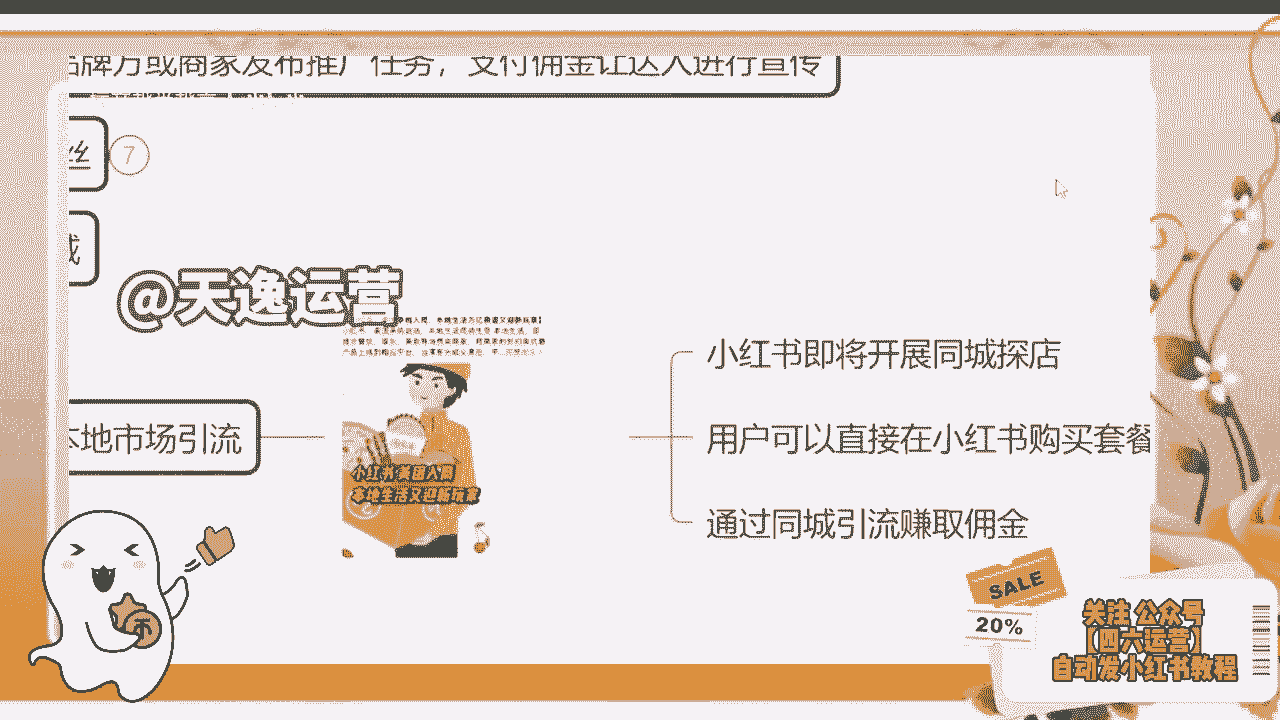 品牌方或商家发布推广任务，支付佣金让达人进行宣传
丝
7
@天逸运营
小红书即将开展同城探店
本地市场引流
用户可以直接在小红书购买套餐
小红书美团入局
本地生活又迎新玩家
通过同城引流赚取佣金
SALE
20%
关注 公众号
【四六运营】
自动发小红书教程